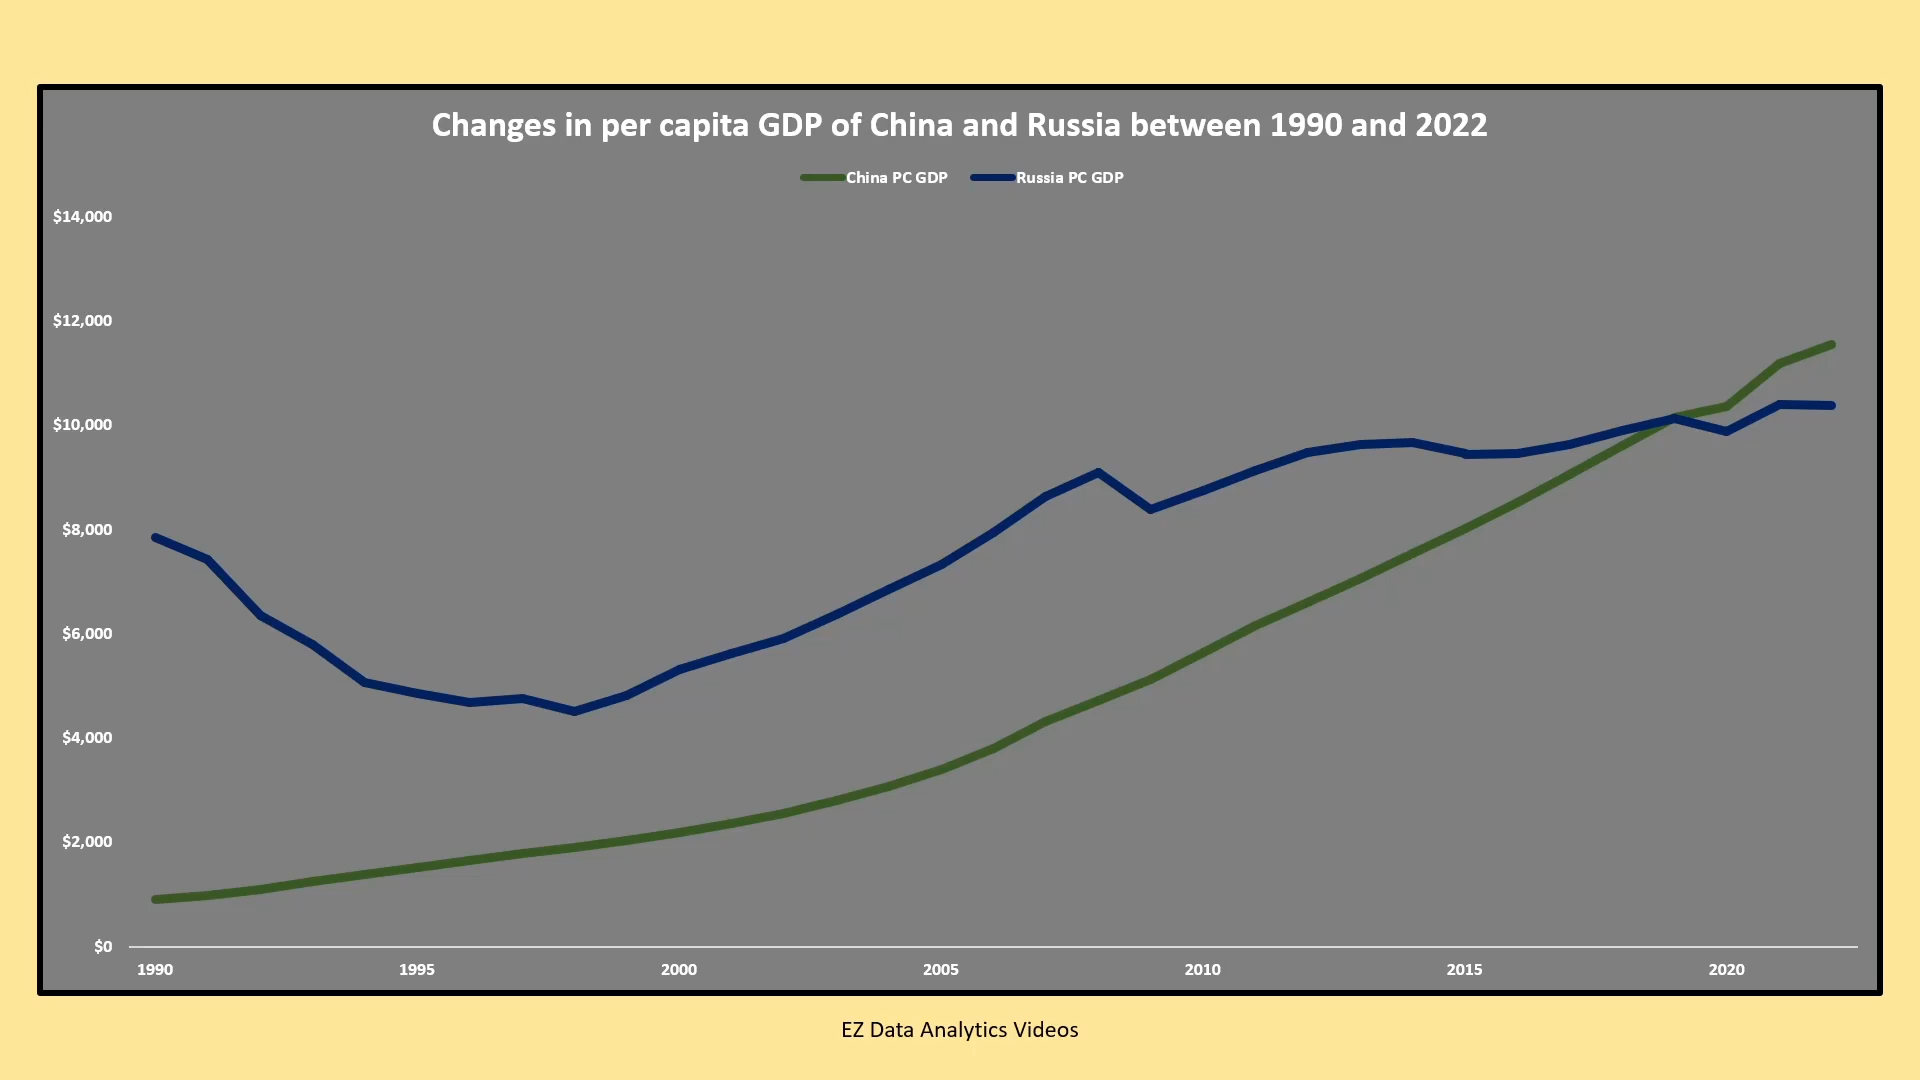 Changes in per capita GDP of China and Russia between 1990 and 2022
China PC GDP Russia PC GDP
$14,000
$12,000
$10,000
$8,000
$6,000
$4,000
$2,000
$0
1990 1995 2000 2005 2010 2015 2020
EZ Data Analytics Videos